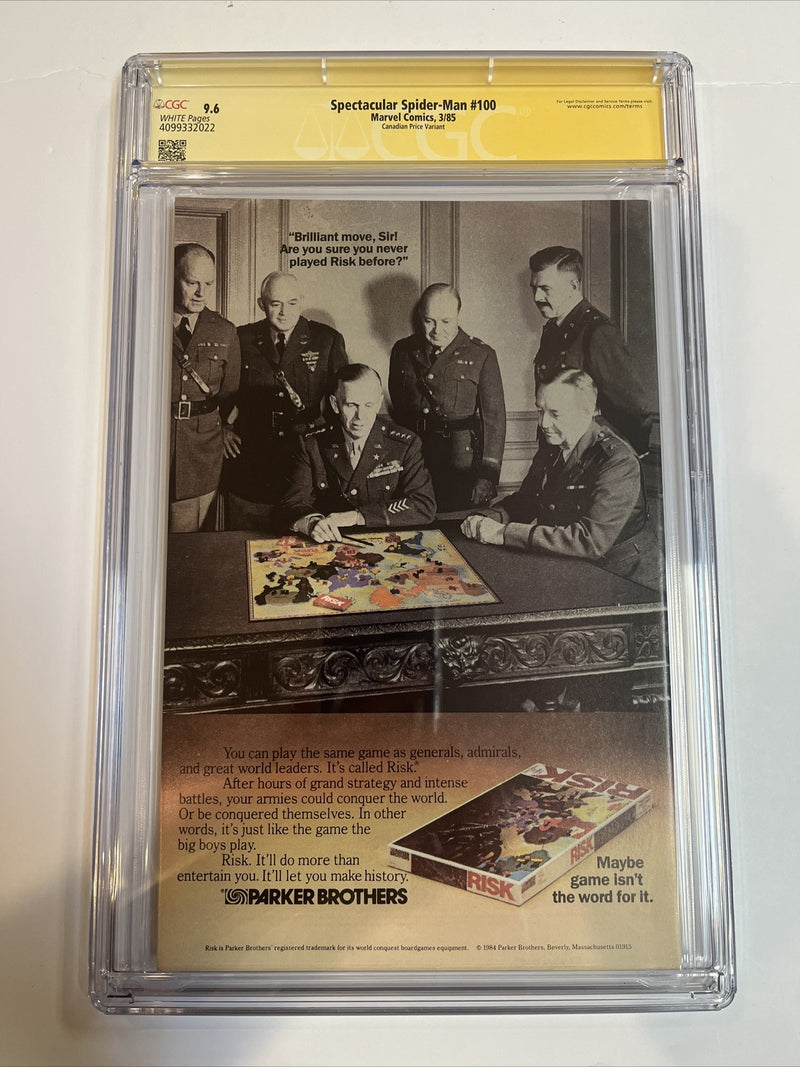 CGC 9.6
WHITE Pages
4099332022
Spectacular Spider-Man #100
Marvel Comics, 3/85
Canadian Price Variant
For Legal Disclaimer and Service Terms please visit:
www.cgccomics.com/terms
CGC®
"Brilliant move, Sir!
Are you sure you never
played Risk before?"
RISK
You can play the same game as generals, admirals,
and great world leaders. It's called Risk.®
After hours of grand strategy and intense
battles, your armies could conquer the world.
Or be conquered themselves. In other
words, it's just like the game the
big boys play.
Risk. It'll do more than
entertain you. It'll let you make history.
PARKER BROTHERS
RISK
RISK
RISK
RISK
Maybe
game isn't
the word for it.
Risk is Parker Brothers' registered trademark for its world conquest boardgames equipment. © 1984 Parker Brothers, Beverly, Massachusetts 01915